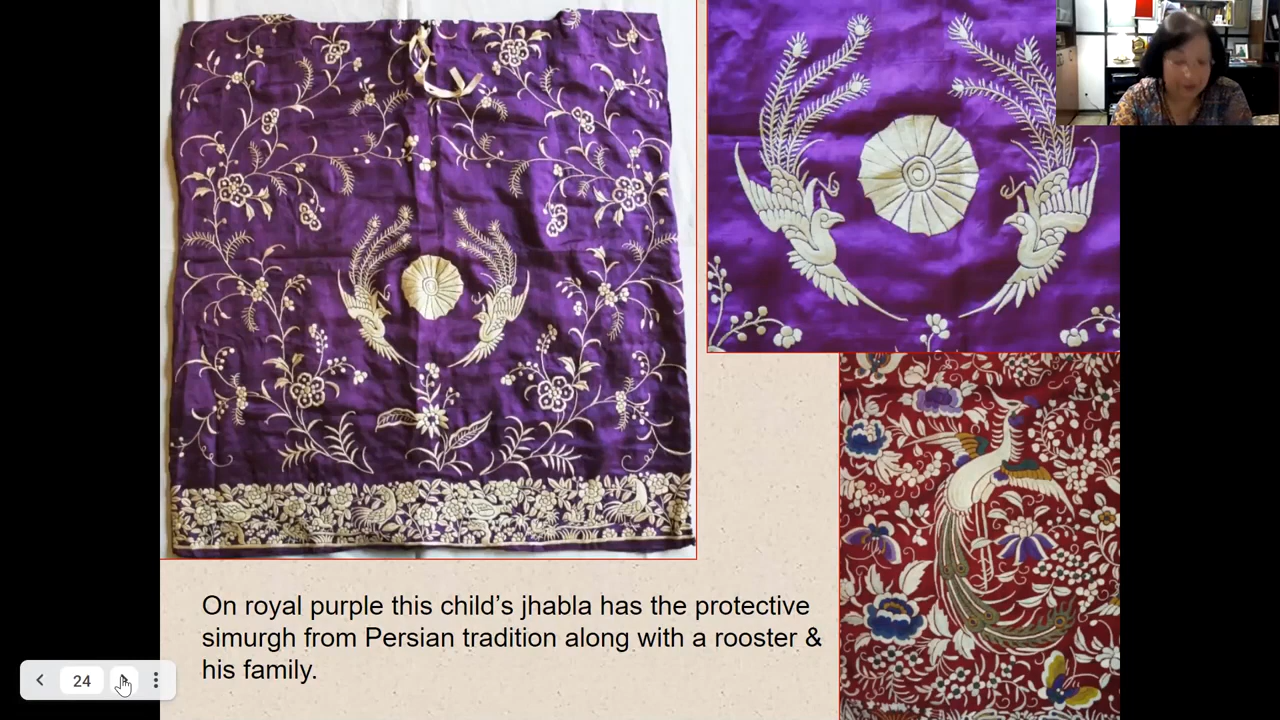 On royal purple this child’s jhabla has the protective
simurgh from Persian tradition along with a rooster &
his family.
24